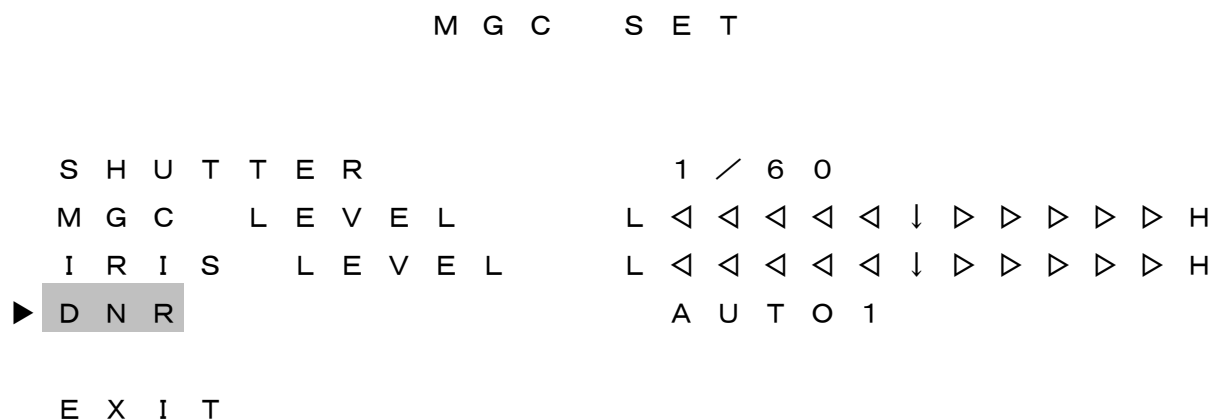 MGC SET
SHUTTER 1／60
MGC LEVEL L◁◁◁◁◁↓▷▷▷▷▷H
IRIS LEVEL L◁◁◁◁◁↓▷▷▷▷▷H
▶DNR AUTO1
EXIT